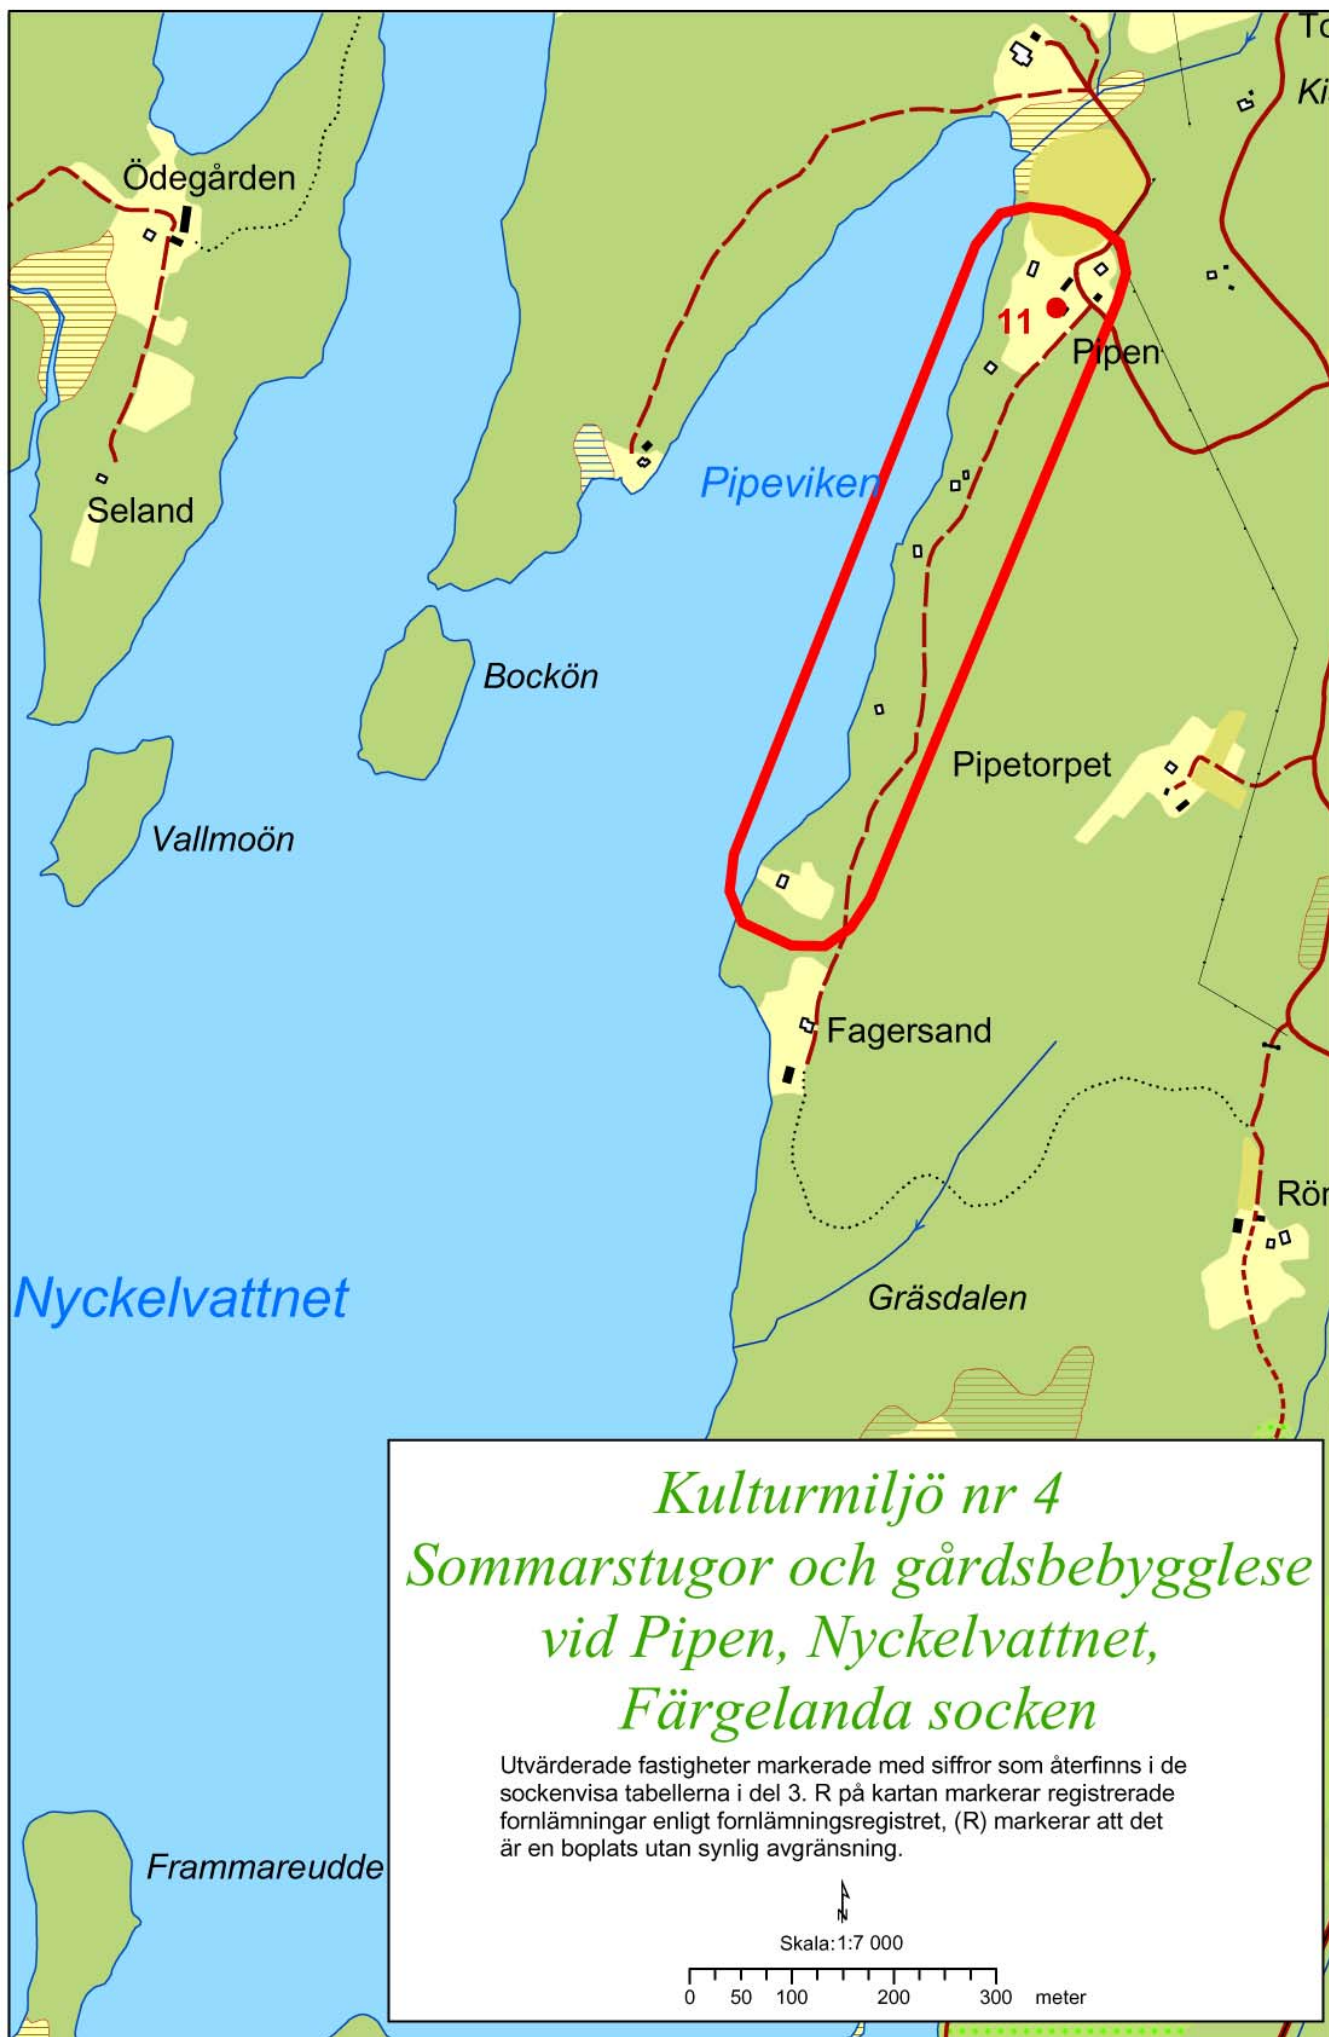 Ödegården
11
Pipen
Pipeviken
Seland
Bockön
Pipetorpet
Vallmoön
Fagersand
Nyckelvattnet
Gräsdalen
Kulturmiljö nr 4
Sommarstugor och gårdsbebygglese
vid Pipen, Nyckelvattnet,
Färgelanda socken
Utvärderade fastigheter markerade med siffror som återfinns i de
sockenvisa tabellerna i del 3. R på kartan markerar registrerade
fornlämningar enligt fornlämningsregistret, (R) markerar att det
är en boplats utan synlig avgränsning.
Frammareudde
N
Skala:1:7 000
0 50 100 200 300 meter